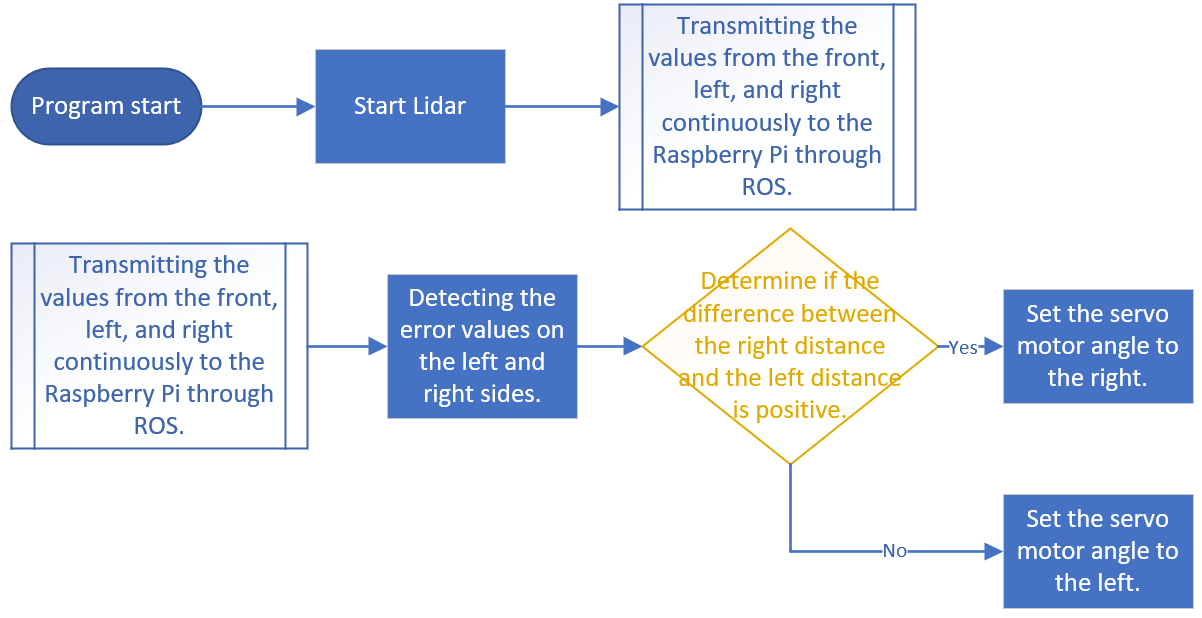 Program start
Start Lidar
Transmitting the
values from the front,
left, and right
continuously to the
Raspberry Pi through
ROS.
Transmitting the
values from the front,
left, and right
continuously to the
Raspberry Pi through
ROS.
Detecting the
error values on
the left and
right sides.
Determine if the
difference between
the right distance
and the left distance
is positive.
Yes
Set the servo
motor angle to
the right.
No
Set the servo
motor angle to
the left.